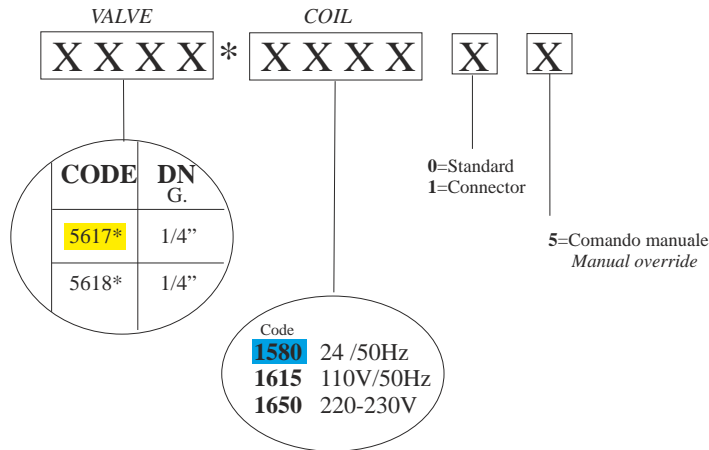 VALVE COIL
X X X X * X X X X X X
0=Standard
1=Connector
5=Comando manuale
Manual override
CODE DN
G.
5617* 1/4”
5618* 1/4”
Code
1580 24 /50Hz
1615 110V/50Hz
1650 220-230V